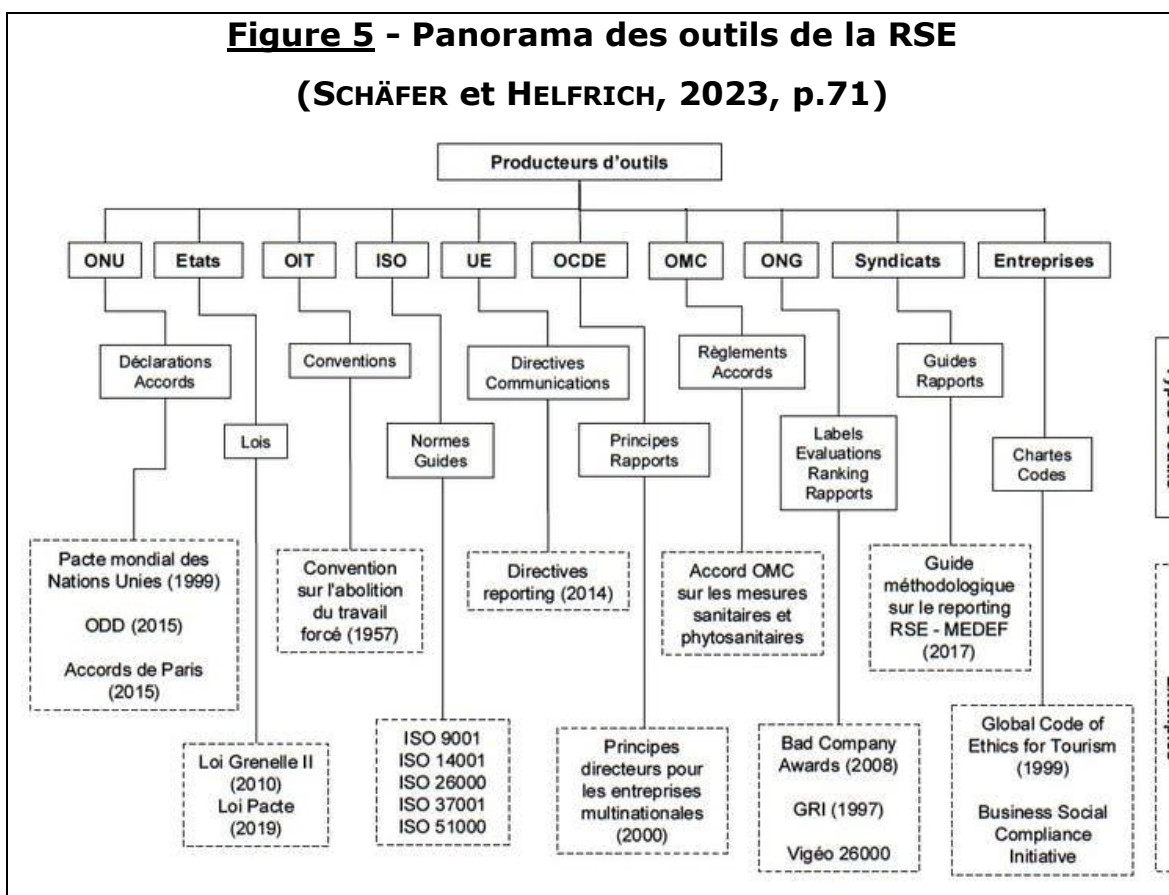 Figure 5 - Panorama des outils de la RSE
(SCHÄFER et HELFRICH, 2023, p.71)
Producteurs d'outils
ONU
Etats
OIT
ISO
UE
OCDE
OMC
ONG
Syndicats
Entreprises
Déclarations
Accords
Lois
Conventions
Normes
Guides
Directives
Communications
Principes
Rapports
Règlements
Accords
Labels
Evaluations
Ranking
Rapports
Guides
Rapports
Chartes
Codes
Pacte mondial des
Nations Unies (1999)
ODD (2015)
Accords de Paris
(2015)
Loi Grenelle II
(2010)
Loi Pacte
(2019)
Convention
sur l'abolition
du travail
forcé (1957)
ISO 9001
ISO 14001
ISO 26000
ISO 37001
ISO 51000
Directives
reporting (2014)
Principes
directeurs pour
les entreprises
multinationales
(2000)
Accord OMC
sur les mesures
sanitaires et
phytosanitaires
Bad Company
Awards (2008)
GRI (1997)
Vigéo 26000
Guide
méthodologique
sur le reporting
RSE - MEDEF
(2017)
Global Code of
Ethics for Tourism
(1999)
Business Social
Compliance
Initiative